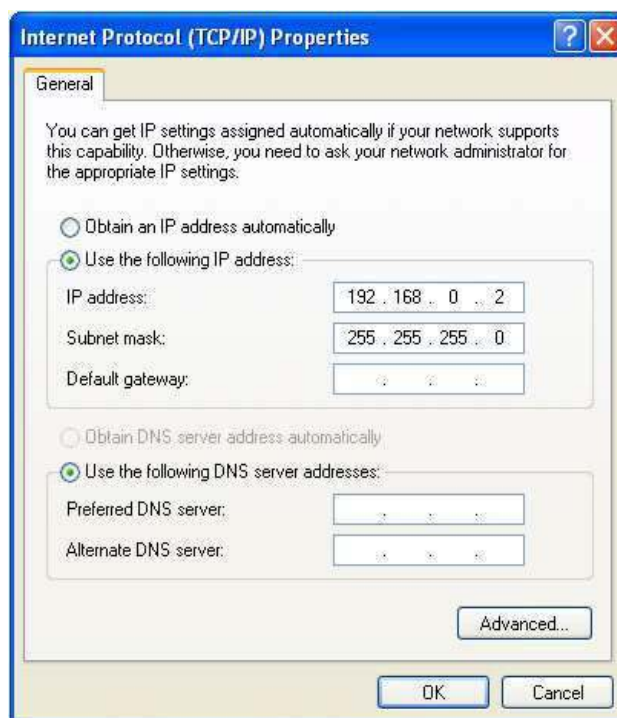 Internet Protocol (TCP/IP) Properties
General
You can get IP settings assigned automatically if your network supports
this capability. Otherwise, you need to ask your network administrator for
the appropriate IP settings.
Obtain an IP address automatically
Use the following IP address:
IP address: 192 . 168 . 0 . 2
Subnet mask: 255 . 255 . 255 . 0
Default gateway: . . .
Obtain DNS server address automatically
Use the following DNS server addresses:
Preferred DNS server: . . .
Alternate DNS server: . . .
Advanced...
OK Cancel